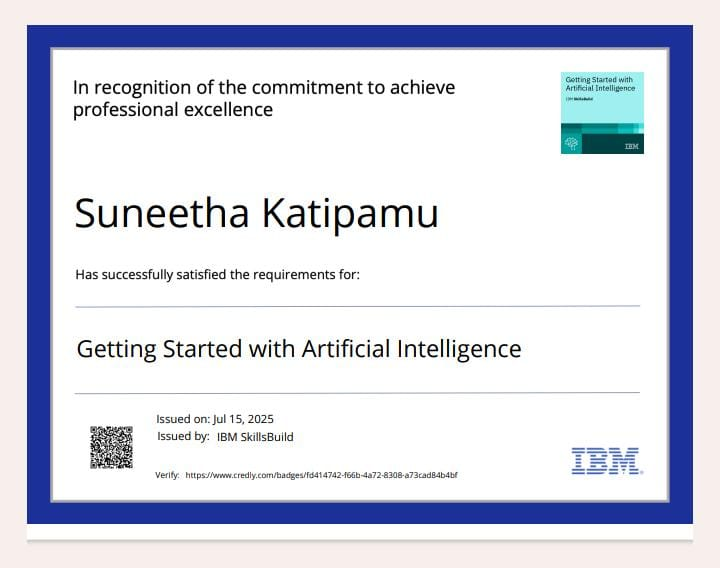 In recognition of the commitment to achieve
professional excellence
Getting Started with
Artificial Intelligence
IBM SkillsBuild
IBM
Suneetha Katipamu
Has successfully satisfied the requirements for:
Getting Started with Artificial Intelligence
Issued on: Jul 15, 2025
Issued by: IBM SkillsBuild
Verify: https://www.credly.com/badges/fd414742-f66b-4a72-8308-a73cad84b4bf
IBM